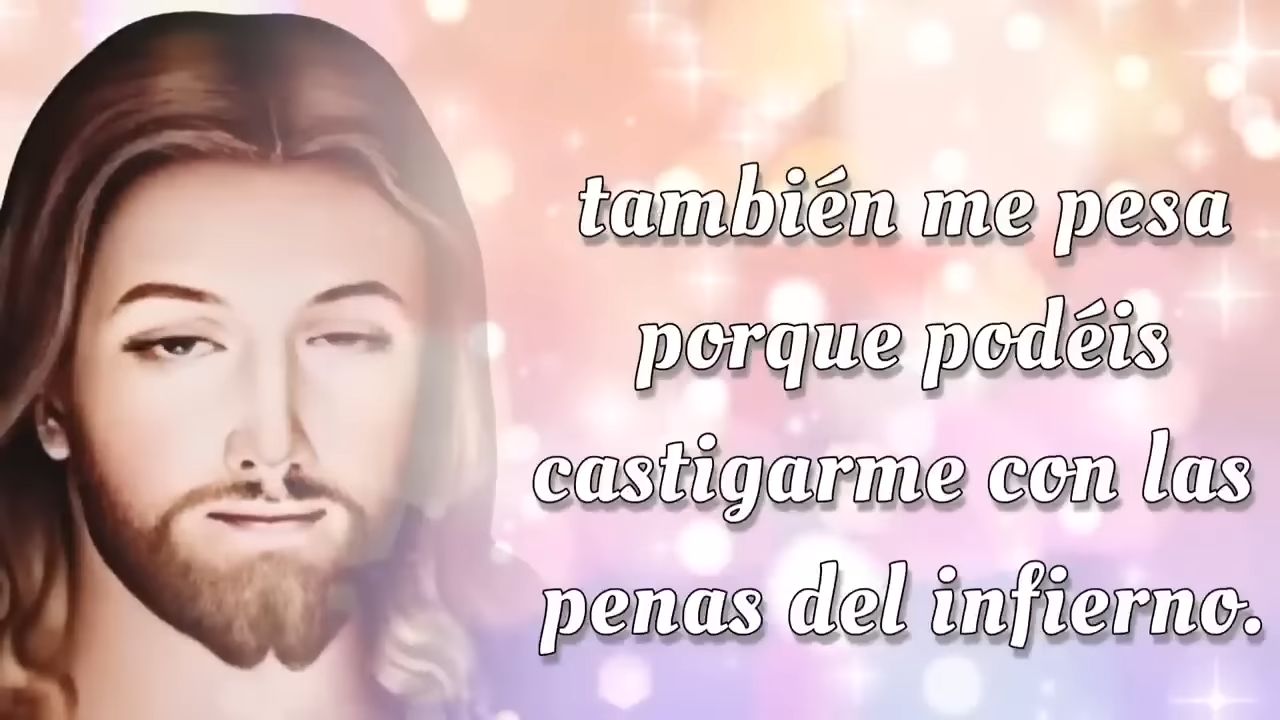 también me pesa
porque podéis
castigarme con las
penas del infierno.